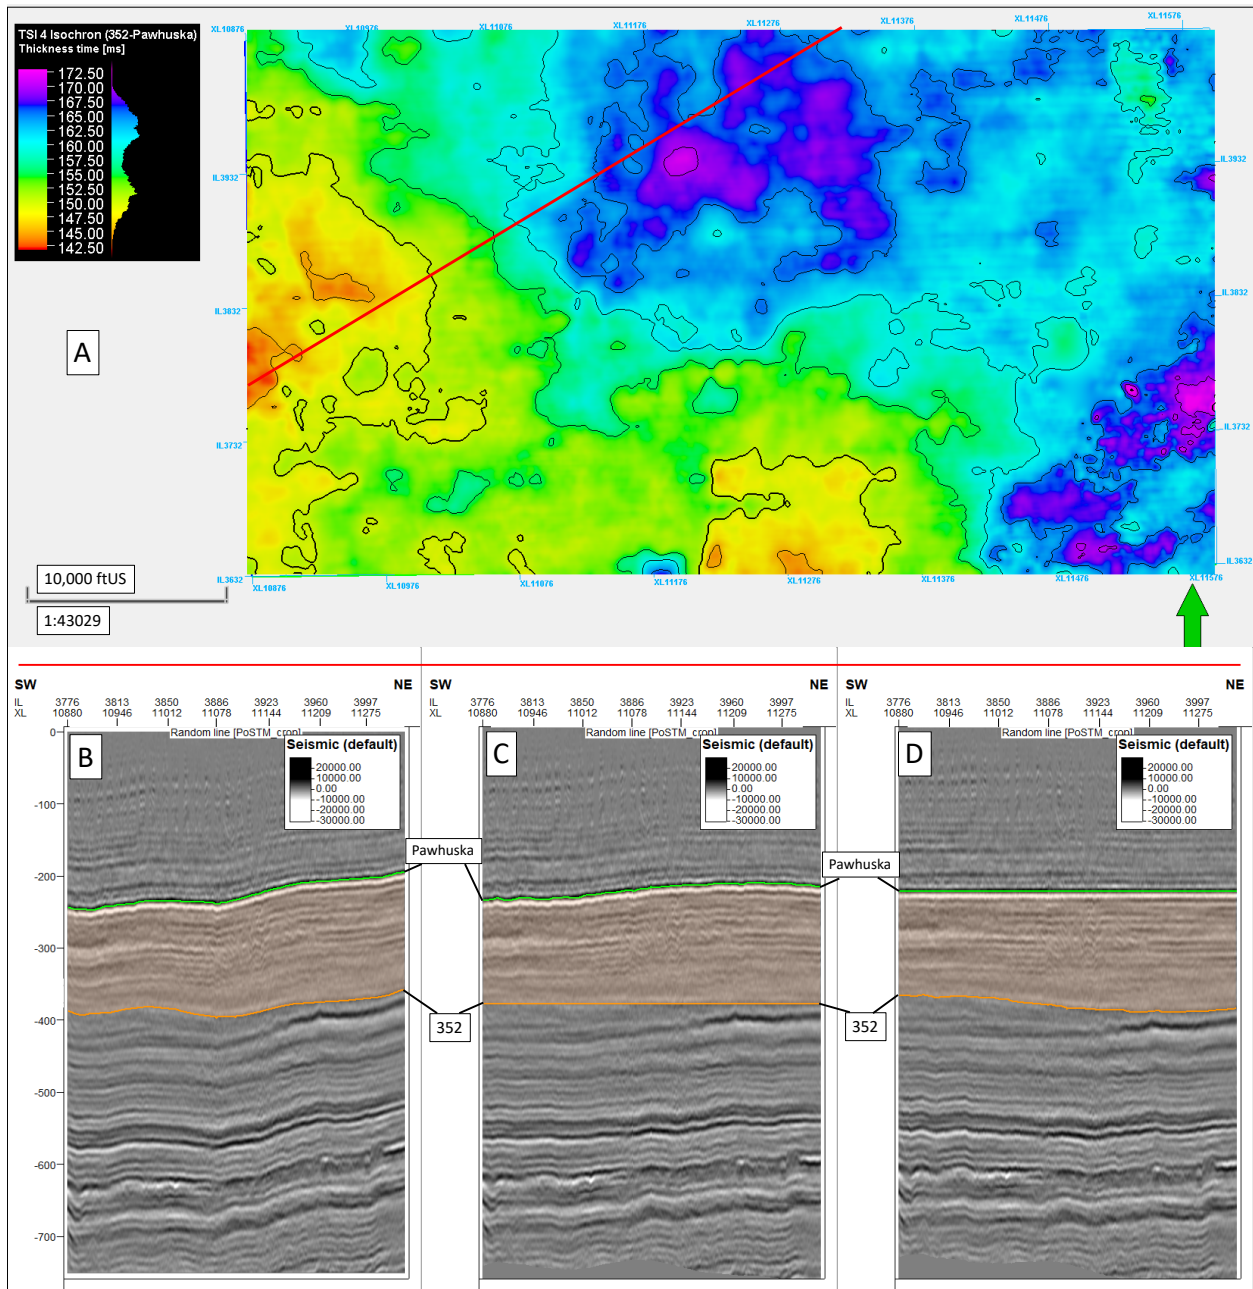 TSI 4 Isochron (352-Pawhuska)
Thickness time [ms]
172.50
170.00
167.50
165.00
162.50
160.00
157.50
155.00
152.50
150.00
147.50
145.00
142.50
XL10876
XL10976
XL11076
XL11176
XL11276
XL11376
XL11476
XL11576
IL3932
IL3932
IL3832
IL3832
IL3732
IL3732
IL3632
IL3632
XL10876
XL10976
XL11076
XL11176
XL11276
XL11376
XL11476
XL11576
A
10,000 ftUS
1:43029
SW NE
IL 3776 3813 3850 3886 3923 3960 3997
XL 10880 10946 11012 11078 11144 11209 11275
Random line [PoSTM_crop]
B
Seismic (default)
20000.00
10000.00
0.00
-10000.00
-20000.00
-30000.00
0
-100
-200
-300
-400
-500
-600
-700
SW NE
IL 3776 3813 3850 3886 3923 3960 3997
XL 10880 10946 11012 11078 11144 11209 11275
Random line [PoSTM_crop]
C
Seismic (default)
20000.00
10000.00
0.00
-10000.00
-20000.00
-30000.00
Pawhuska
352
SW NE
IL 3776 3813 3850 3886 3923 3960 3997
XL 10880 10946 11012 11078 11144 11209 11275
Random line [PoSTM_crop]
D
Seismic (default)
20000.00
10000.00
0.00
-10000.00
-20000.00
-30000.00
Pawhuska
352